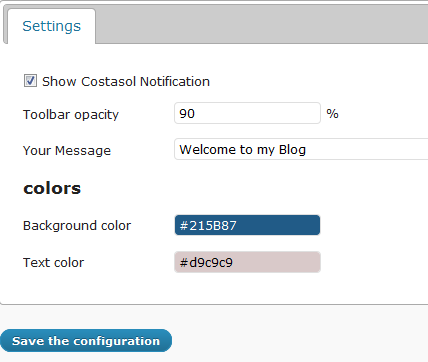 Settings
Show Costasol Notification
Toolbar opacity 90 %
Your Message Welcome to my Blog
colors
Background color #215B87
Text color #d9c9c9
Save the configuration